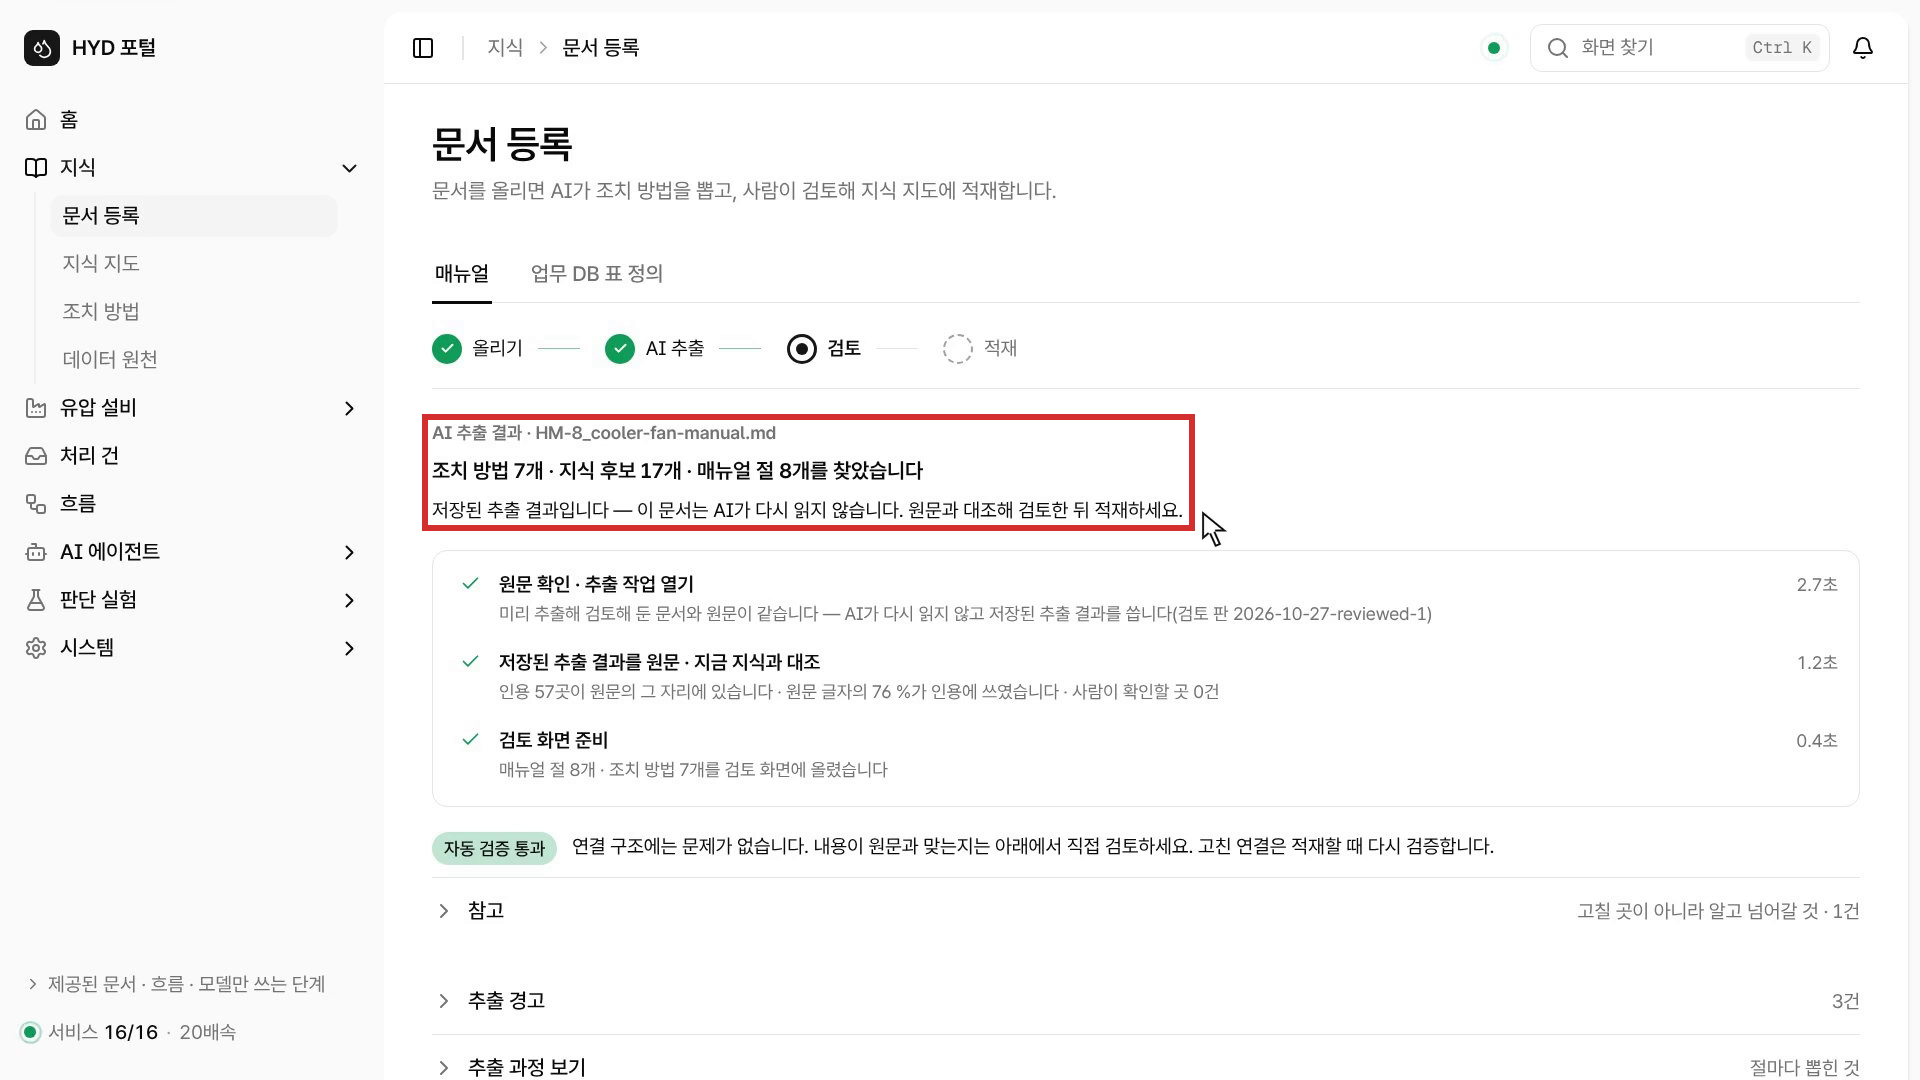 HYD 포털
홈
지식
문서 등록
지식 지도
조치 방법
데이터 원천
유압 설비
처리 건
흐름
AI 에이전트
판단 실험
시스템
제공된 문서 · 흐름 · 모델만 쓰는 단계
서비스 16/16 · 20배속
지식 > 문서 등록
화면 찾기 Ctrl K
문서 등록
문서를 올리면 AI가 조치 방법을 뽑고, 사람이 검토해 지식 지도에 적재합니다.
매뉴얼 업무 DB 표 정의
올리기 AI 추출 검토 적재
AI 추출 결과 · HM-8_cooler-fan-manual.md
조치 방법 7개 · 지식 후보 17개 · 매뉴얼 절 8개를 찾았습니다
저장된 추출 결과입니다 — 이 문서는 AI가 다시 읽지 않습니다. 원문과 대조해 검토한 뒤 적재하세요.
원문 확인 · 추출 작업 열기 2.7초
미리 추출해 검토해 둔 문서와 원문이 같습니다 — AI가 다시 읽지 않고 저장된 추출 결과를 씁니다(검토 판 2026-10-27-reviewed-1)
저장된 추출 결과를 원문 · 지금 지식과 대조 1.2초
인용 57곳이 원문의 그 자리에 있습니다 · 원문 글자의 76 %가 인용에 쓰였습니다 · 사람이 확인할 곳 0건
검토 화면 준비 0.4초
매뉴얼 절 8개 · 조치 방법 7개를 검토 화면에 올렸습니다
자동 검증 통과 연결 구조에는 문제가 없습니다. 내용이 원문과 맞는지는 아래에서 직접 검토하세요. 고친 연결은 적재할 때 다시 검증합니다.
참고 고칠 곳이 아니라 알고 넘어갈 것 · 1건
추출 경고 3건
추출 과정 보기 절마다 뽑힌 것